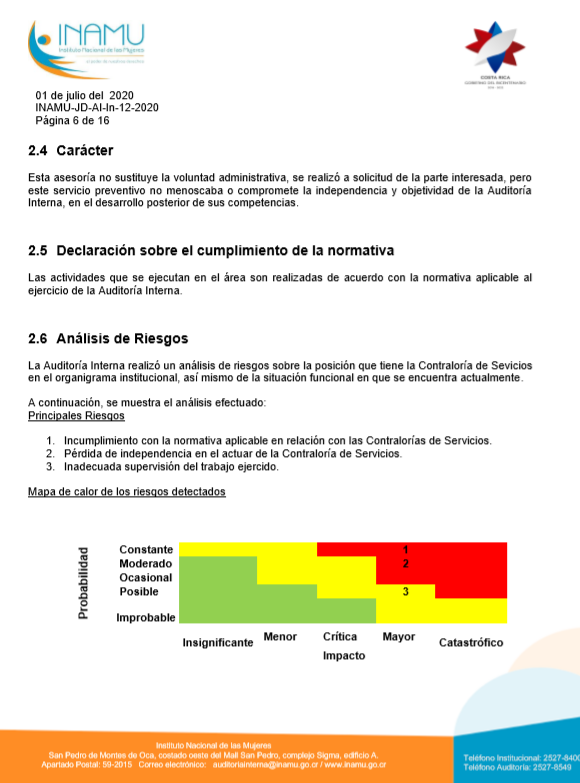 INAMU
Instituto Nacional de las Mujeres
COSTA RICA
GOBIERNO DEL BICENTENARIO
01 de julio del 2020
INAMU-JD-AI-In-12-2020
Página 6 de 16
2.4 Carácter
Esta asesoría no sustituye la voluntad administrativa, se realizó a solicitud de la parte interesada, pero
este servicio preventivo no menoscaba o compromete la independencia y objetividad de la Auditoría
Interna, en el desarrollo posterior de sus competencias.
2.5 Declaración sobre el cumplimiento de la normativa
Las actividades que se ejecutan en el área son realizadas de acuerdo con la normativa aplicable al
ejercicio de la Auditoría Interna.
2.6 Análisis de Riesgos
La Auditoría Interna realizó un análisis de riesgos sobre la posición que tiene la Contraloría de Sevicios
en el organigrama institucional, así mismo de la situación funcional en que se encuentra actualmente.
A continuación, se muestra el análisis efectuado:
Principales Riesgos
1. Incumplimiento con la normativa aplicable en relación con las Contralorías de Servicios.
2. Pérdida de independencia en el actuar de la Contraloría de Servicios.
3. Inadecuada supervisión del trabajo ejercido.
Mapa de calor de los riesgos detectados
Probabilidad
Constante 1
Moderado 2
Ocasional
Posible 3
Improbable
Insignificante Menor Crítica Mayor Catastrófico
Impacto
Instituto Nacional de las Mujeres
San Pedro de Montes de Oca, costado oeste del Mall San Pedro, complejo Sigma, edificio A.
Apartado Postal: 59-2015 Correo electrónico: auditoriainterna@inamu.go.cr / www.inamu.go.cr
Teléfono Institucional: 2527-8400
Teléfono Auditoría: 2527-8549